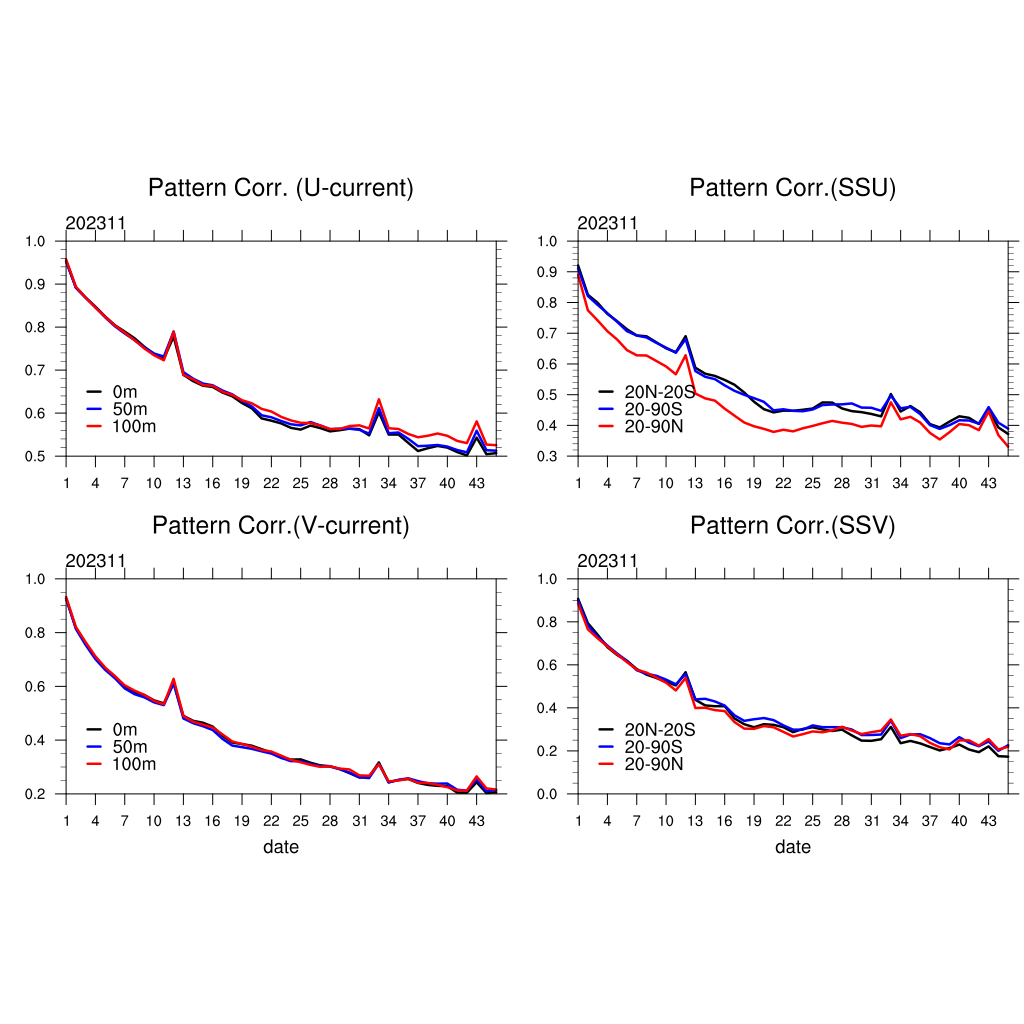 Pattern Corr. (U-current)
202311
1.0
0.9
0.8
0.7
0.6
0.5
0m
50m
100m
1 4 7 10 13 16 19 22 25 28 31 34 37 40 43
Pattern Corr.(SSU)
202311
1.0
0.9
0.8
0.7
0.6
0.5
0.4
0.3
20N-20S
20-90S
20-90N
1 4 7 10 13 16 19 22 25 28 31 34 37 40 43
Pattern Corr.(V-current)
202311
1.0
0.8
0.6
0.4
0.2
0m
50m
100m
1 4 7 10 13 16 19 22 25 28 31 34 37 40 43
date
Pattern Corr.(SSV)
202311
1.0
0.8
0.6
0.4
0.2
0.0
20N-20S
20-90S
20-90N
1 4 7 10 13 16 19 22 25 28 31 34 37 40 43
date